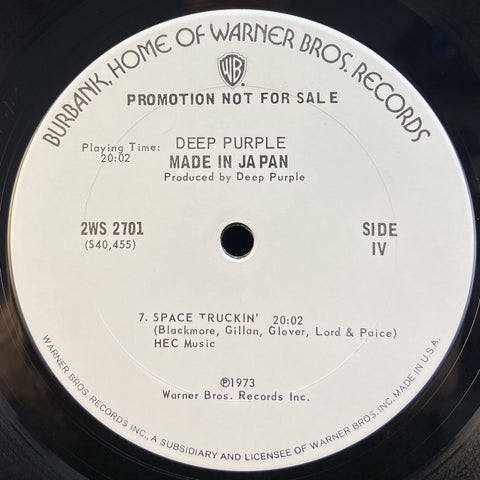 BURBANK, HOME OF WARNER BROS. RECORDS
WB
PROMOTION NOT FOR SALE
Playing Time:
20:02
DEEP PURPLE
MADE IN JAPAN
Produced by Deep Purple
2WS 2701
(S40,455)
SIDE
IV
7. SPACE TRUCKIN' 20:02
(Blackmore, Gillan, Glover, Lord & Paice)
HEC Music
℗1973
Warner Bros. Records Inc.
WARNER BROS. RECORDS INC., A SUBSIDIARY AND LICENSEE OF WARNER BROS. INC. MADE IN U.S.A.